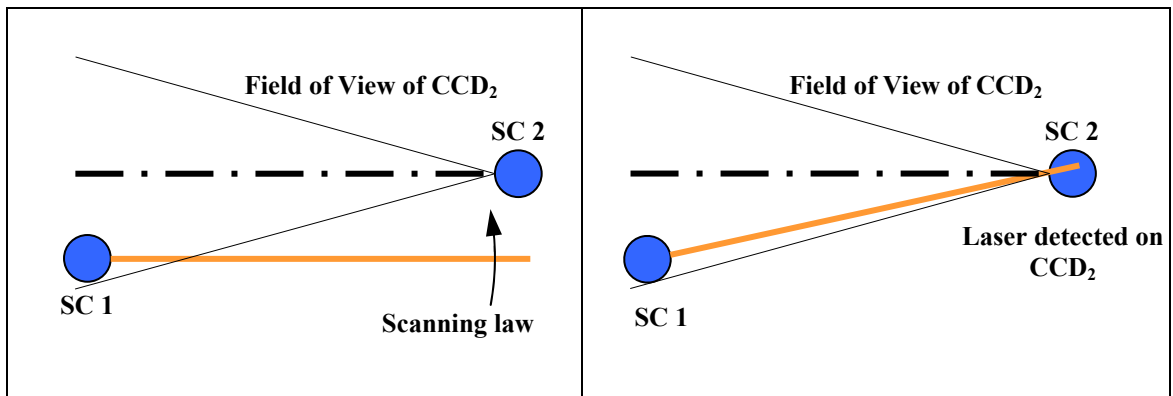 Field of View of CCD₂
SC 2
SC 1
Scanning law
Field of View of CCD₂
SC 2
Laser detected on
CCD₂
SC 1